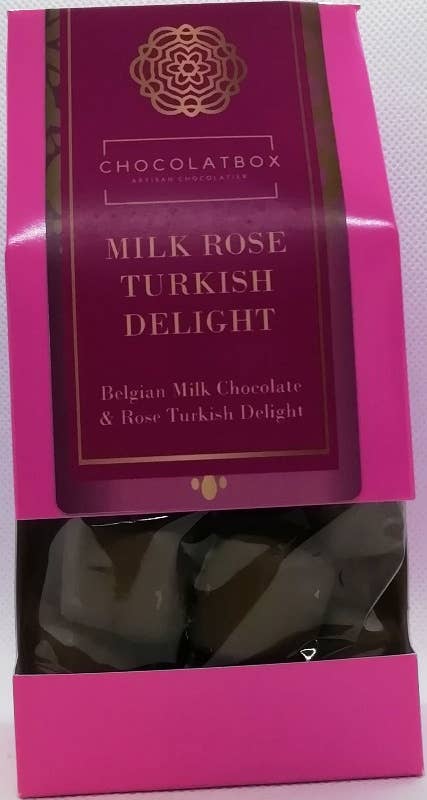 CHOCOLATBOX
ARTISAN CHOCOLATIER
MILK ROSE
TURKISH
DELIGHT
Belgian Milk Chocolate
& Rose Turkish Delight